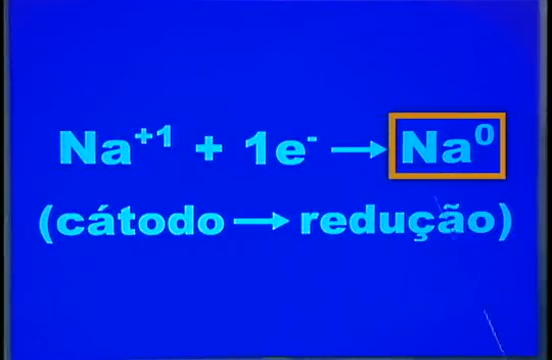 Na⁺¹ + 1e⁻ → Na⁰
(cátodo → redução)